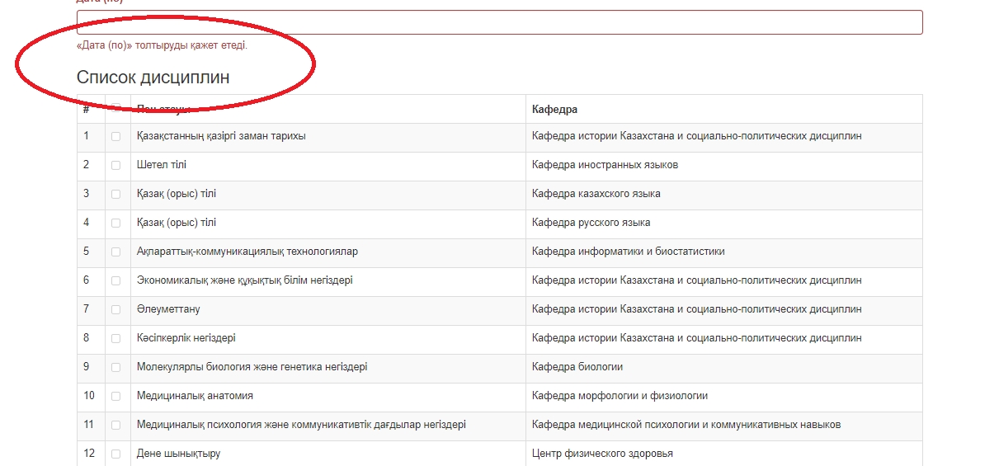 «Дата (по)» толтыруды қажет етеді.
Список дисциплин
# Пән атауы Кафедра
1 Қазақстанның қазіргі заман тарихы Кафедра истории Казахстана и социально-политических дисциплин
2 Шетел тілі Кафедра иностранных языков
3 Қазақ (орыс) тілі Кафедра казахского языка
4 Қазақ (орыс) тілі Кафедра русского языка
5 Ақпараттық-коммуникациялық технологиялар Кафедра информатики и биостатистики
6 Экономикалық және құқықтық білім негіздері Кафедра истории Казахстана и социально-политических дисциплин
7 Әлеуметтану Кафедра истории Казахстана и социально-политических дисциплин
8 Кәсіпкерлік негіздері Кафедра истории Казахстана и социально-политических дисциплин
9 Молекулярлы биология және генетика негіздері Кафедра биологии
10 Медициналық анатомия Кафедра морфологии и физиологии
11 Медициналық психология және коммуникативтік дағдылар негіздері Кафедра медицинской психологии и коммуникативных навыков
12 Дене шынықтыру Центр физического здоровья